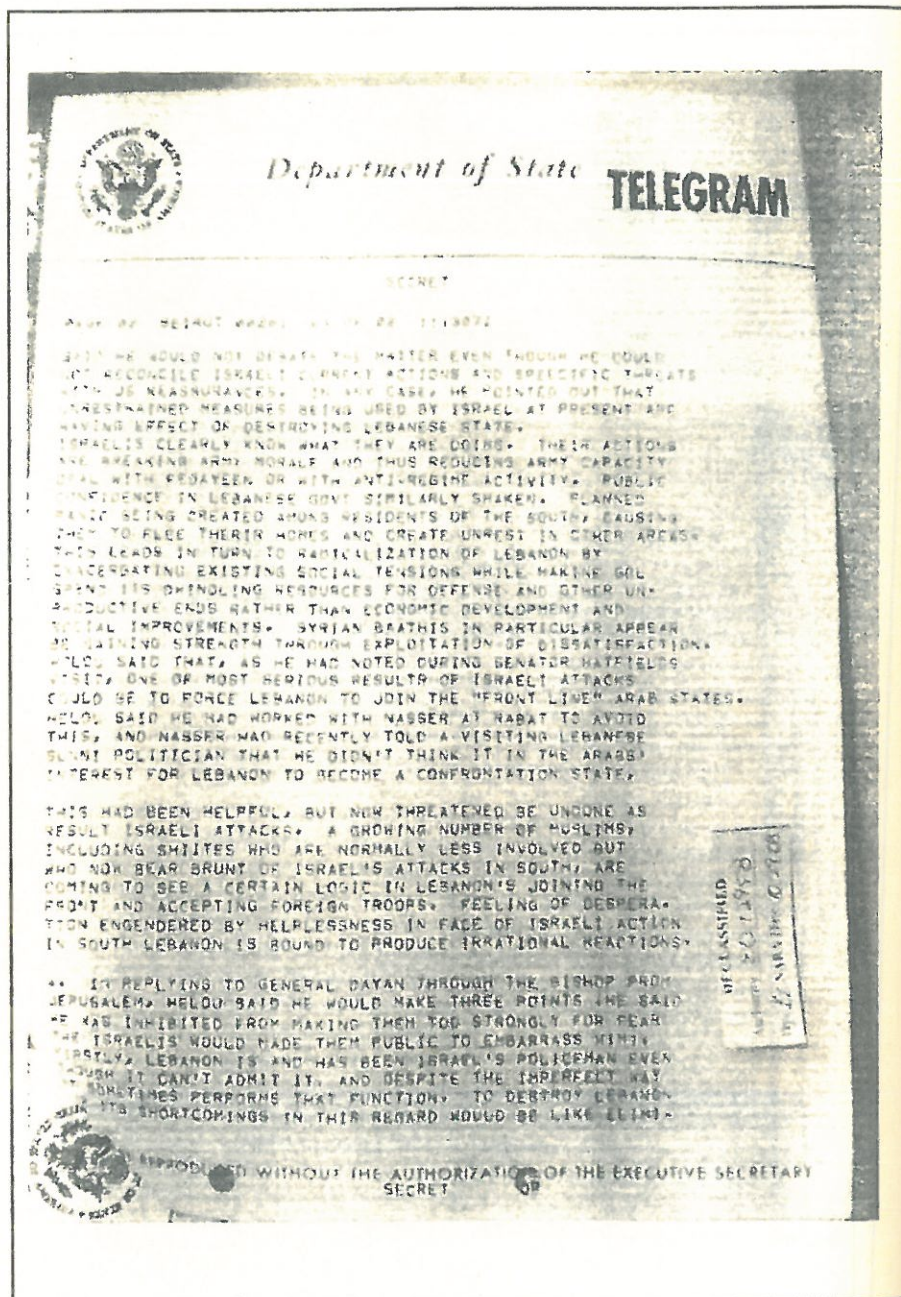 DEPARTMENT OF STATE
Department of State TELEGRAM
SECRET
BEIRUT
SAID HE WOULD NOT DEBATE THE MATTER EVEN THOUGH HE COULD
NOT RECONCILE ISRAELI CURRENT ACTIONS AND SPECIFIC THREATS
WITH US REASSURANCES. IN ANY CASE, HE POINTED OUT THAT
UNRESTRAINED MEASURES BEING USED BY ISRAEL AT PRESENT ARE
HAVING EFFECT OF DESTROYING LEBANESE STATE.
ISRAELIS CLEARLY KNOW WHAT THEY ARE DOING. THEIR ACTIONS
ARE BREAKING ARMY MORALE AND THUS REDUCING ARMY CAPACITY
DEAL WITH FEDAYEEN OR WITH ANTI-REGIME ACTIVITY. PUBLIC
CONFIDENCE IN LEBANESE GOVT SIMILARLY SHAKEN. PLANNED
PANIC BEING CREATED AMONG RESIDENTS OF THE SOUTH, CAUSING
THEM TO FLEE THERIR HOMES AND CREATE UNREST IN OTHER AREAS.
THIS LEADS IN TURN TO RADICALIZATION OF LEBANON BY
EXACERBATING EXISTING SOCIAL TENSIONS WHILE MAKING GOL
SPEND ITS DWINDLING RESOURCES FOR DEFENSE AND OTHER UN-
PRODUCTIVE ENDS RATHER THAN ECONOMIC DEVELOPMENT AND
SOCIAL IMPROVEMENTS. SYRIAN BAATHIS IN PARTICULAR APPEAR
BE GAINING STRENGTH THROUGH EXPLOITATION OF DISSATISFACTION.
HELOU SAID THAT, AS HE HAD NOTED DURING SENATOR HATFIELDS
VISIT, ONE OF MOST SERIOUS RESULTR OF ISRAELI ATTACKS
COULD BE TO FORCE LEBANON TO JOIN THE "FRONT LINE" ARAB STATES.
HELOU SAID HE HAD WORKED WITH NASSER AT RABAT TO AVOID
THIS, AND NASSER HAD RECENTLY TOLD A VISITING LEBANESE
SUNNI POLITICIAN THAT HE DIDN'T THINK IT IN THE ARABS'
INTEREST FOR LEBANON TO BECOME A CONFRONTATION STATE.
THIS HAD BEEN HELPFUL, BUT NOW THREATENED BE UNDONE AS
RESULT ISRAELI ATTACKS. A GROWING NUMBER OF MUSLIMS,
INCLUDING SHIITES WHO ARE NORMALLY LESS INVOLVED BUT
WHO NOW BEAR BRUNT OF ISRAEL'S ATTACKS IN SOUTH, ARE
COMING TO SEE A CERTAIN LOGIC IN LEBANON'S JOINING THE
FRONT AND ACCEPTING FOREIGN TROOPS. FEELING OF DESPERA-
TION ENGENDERED BY HELPLESSNESS IN FACE OF ISRAELI ACTION
IN SOUTH LEBANON IS BOUND TO PRODUCE IRRATIONAL REACTIONS.
IN REPLYING TO GENERAL DAYAN THROUGH THE BISHOP FROM
JERUSALEM, HELOU SAID HE WOULD MAKE THREE POINTS (HE SAID
HE WAS INHIBITED FROM MAKING THEM TOO STRONGLY FOR FEAR
THE ISRAELIS WOULD MADE THEM PUBLIC TO EMBARRASS HIM).
FIRSTLY, LEBANON IS AND HAS BEEN ISRAEL'S POLICEMAN EVEN
THOUGH IT CAN'T ADMIT IT, AND DESPITE THE IMPERFECT WAY
SOMETIMES PERFORMS THAT FUNCTION. TO DESTROY LEBANON
ITS SHORTCOMINGS IN THIS REGARD WOULD BE LIKE ELIMI-
DECLASSIFIED
REPRODUCED WITHOUT THE AUTHORIZATION OF THE EXECUTIVE SECRETARY
SECRET